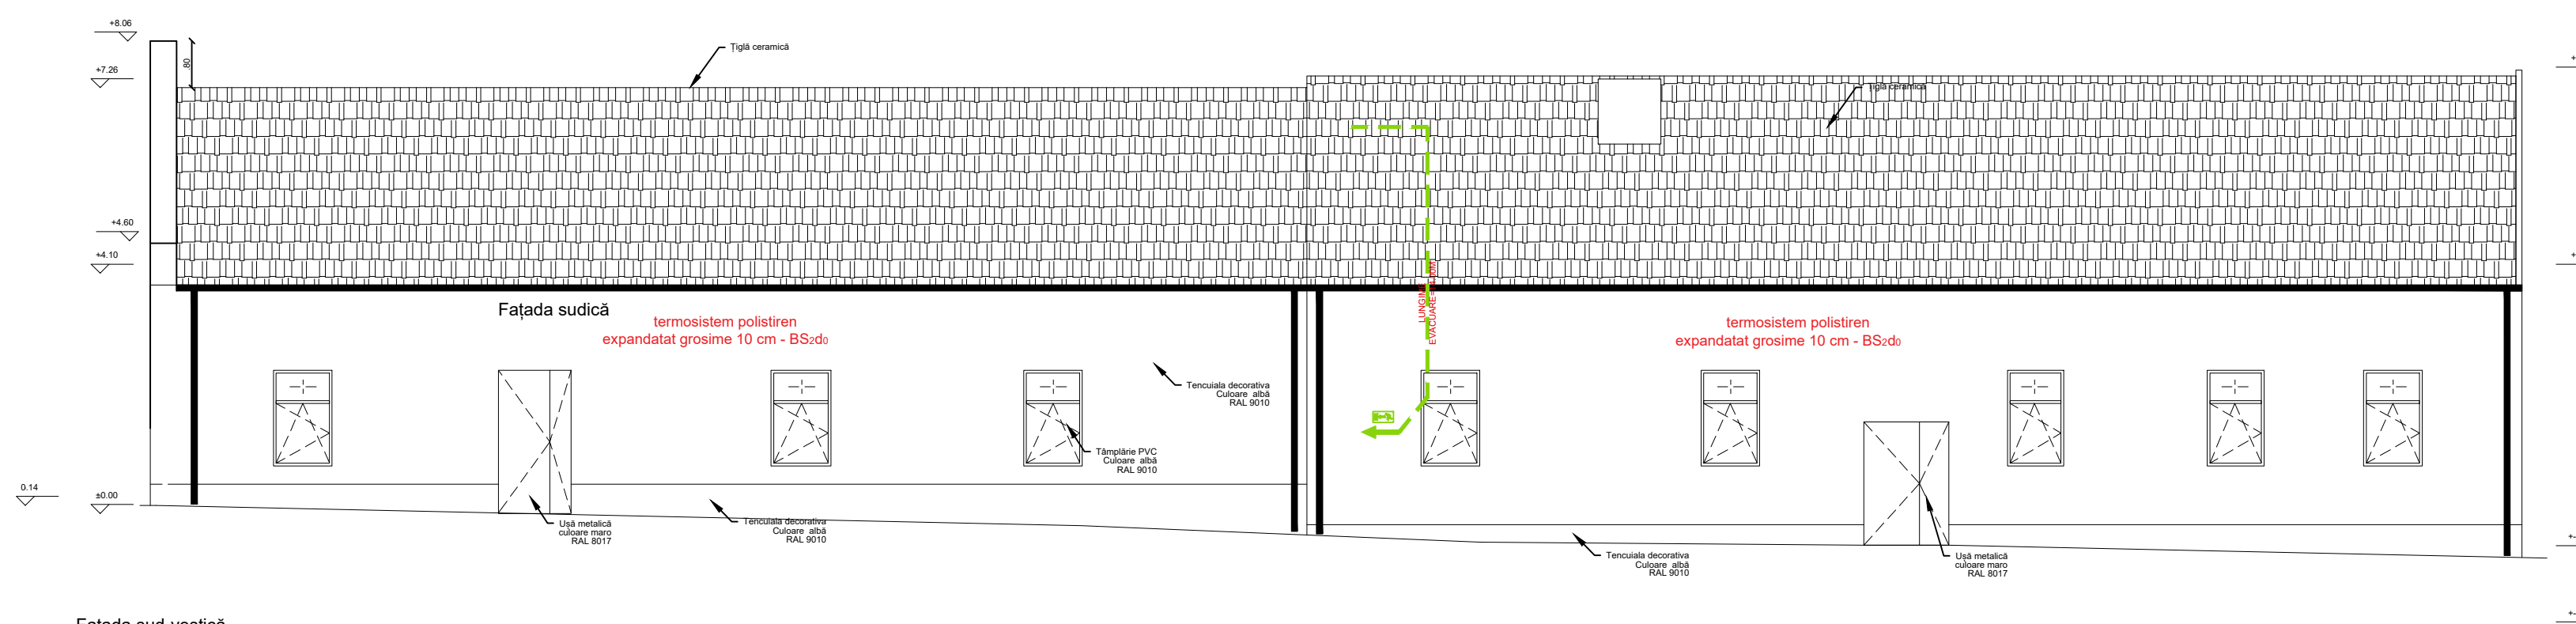 +8.06
.80
Țiglă ceramică
+7.26
Țiglă ceramică
+4.60
+4.10
Fațada sudică
termosistem polistiren
expandatat grosime 10 cm - BS2d0
LUNGIME
termosistem polistiren
expandatat grosime 10 cm - BS2d0
Tencuiala decorativa
Culoare albă
RAL 9010
Tâmplărie PVC
Culoare albă
RAL 9010
0.14
±0.00
Ușă metalică
culoare maro
RAL 8017
Tencuiala decorativa
Culoare albă
RAL 9010
Tencuiala decorativa
Culoare albă
RAL 9010
Ușă metalică
culoare maro
RAL 8017